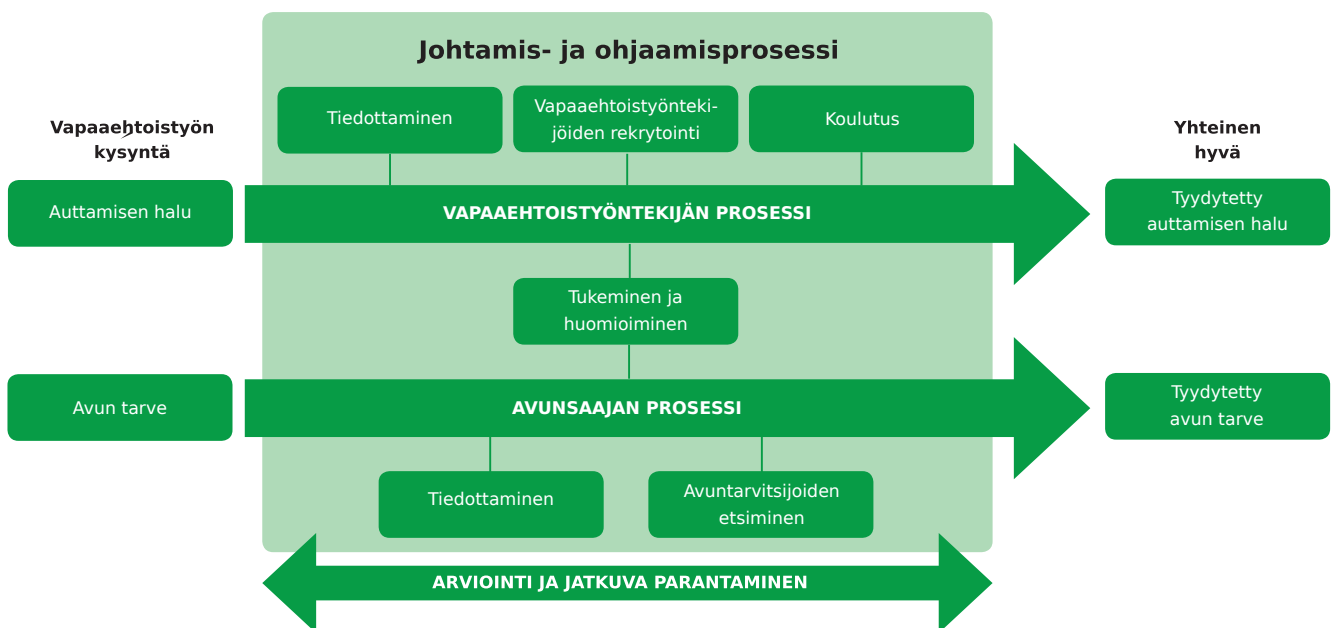 Johtamis- ja ohjaamisprosessi
Vapaaehtoistyön
kysyntä
Tiedottaminen
Vapaaehtoistyönteki-
jöiden rekrytointi
Koulutus
Yhteinen
hyvä
Auttamisen halu
VAPAAEHTOISTYÖNTEKIJÄN PROSESSI
Tyydytetty
auttamisen halu
Tukeminen ja
huomioiminen
Avun tarve
AVUNSAAJAN PROSESSI
Tyydytetty
avun tarve
Tiedottaminen
Avuntarvitsijoiden
etsiminen
ARVIOINTI JA JATKUVA PARANTAMINEN